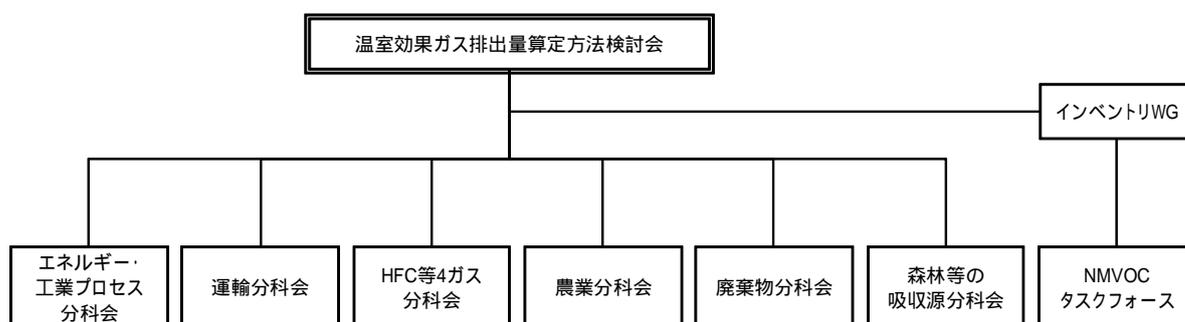 温室効果ガス排出量算定方法検討会
インベントリWG
エネルギー・
工業プロセス
分科会
運輸分科会
HFC等4ガス
分科会
農業分科会
廃棄物分科会
森林等の
吸収源分科会
NMVOC
タスクフォース